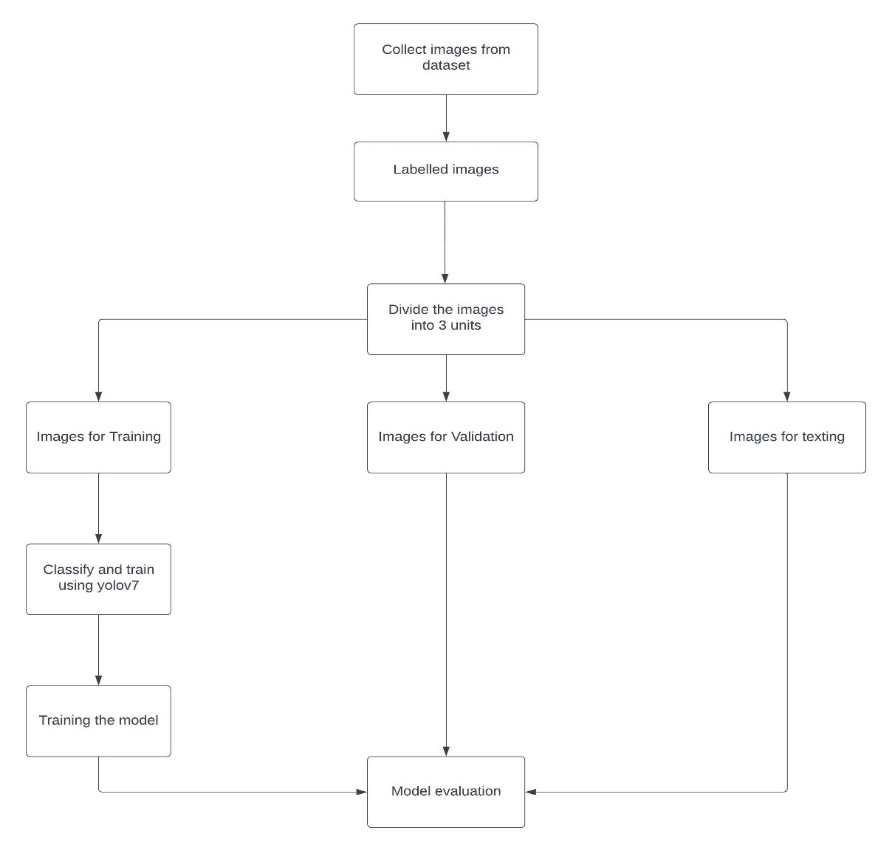 Collect images from
dataset
Labelled images
Divide the images
into 3 units
Images for Training
Images for Validation
Images for texting
Classify and train
using yolov7
Training the model
Model evaluation